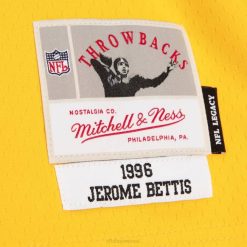 THROWBACKS
NFL
NOSTALGIA CO.
Mitchell & Ness
PHILADELPHIA, PA.
NFL LEGACY
1996
JEROME BETTIS